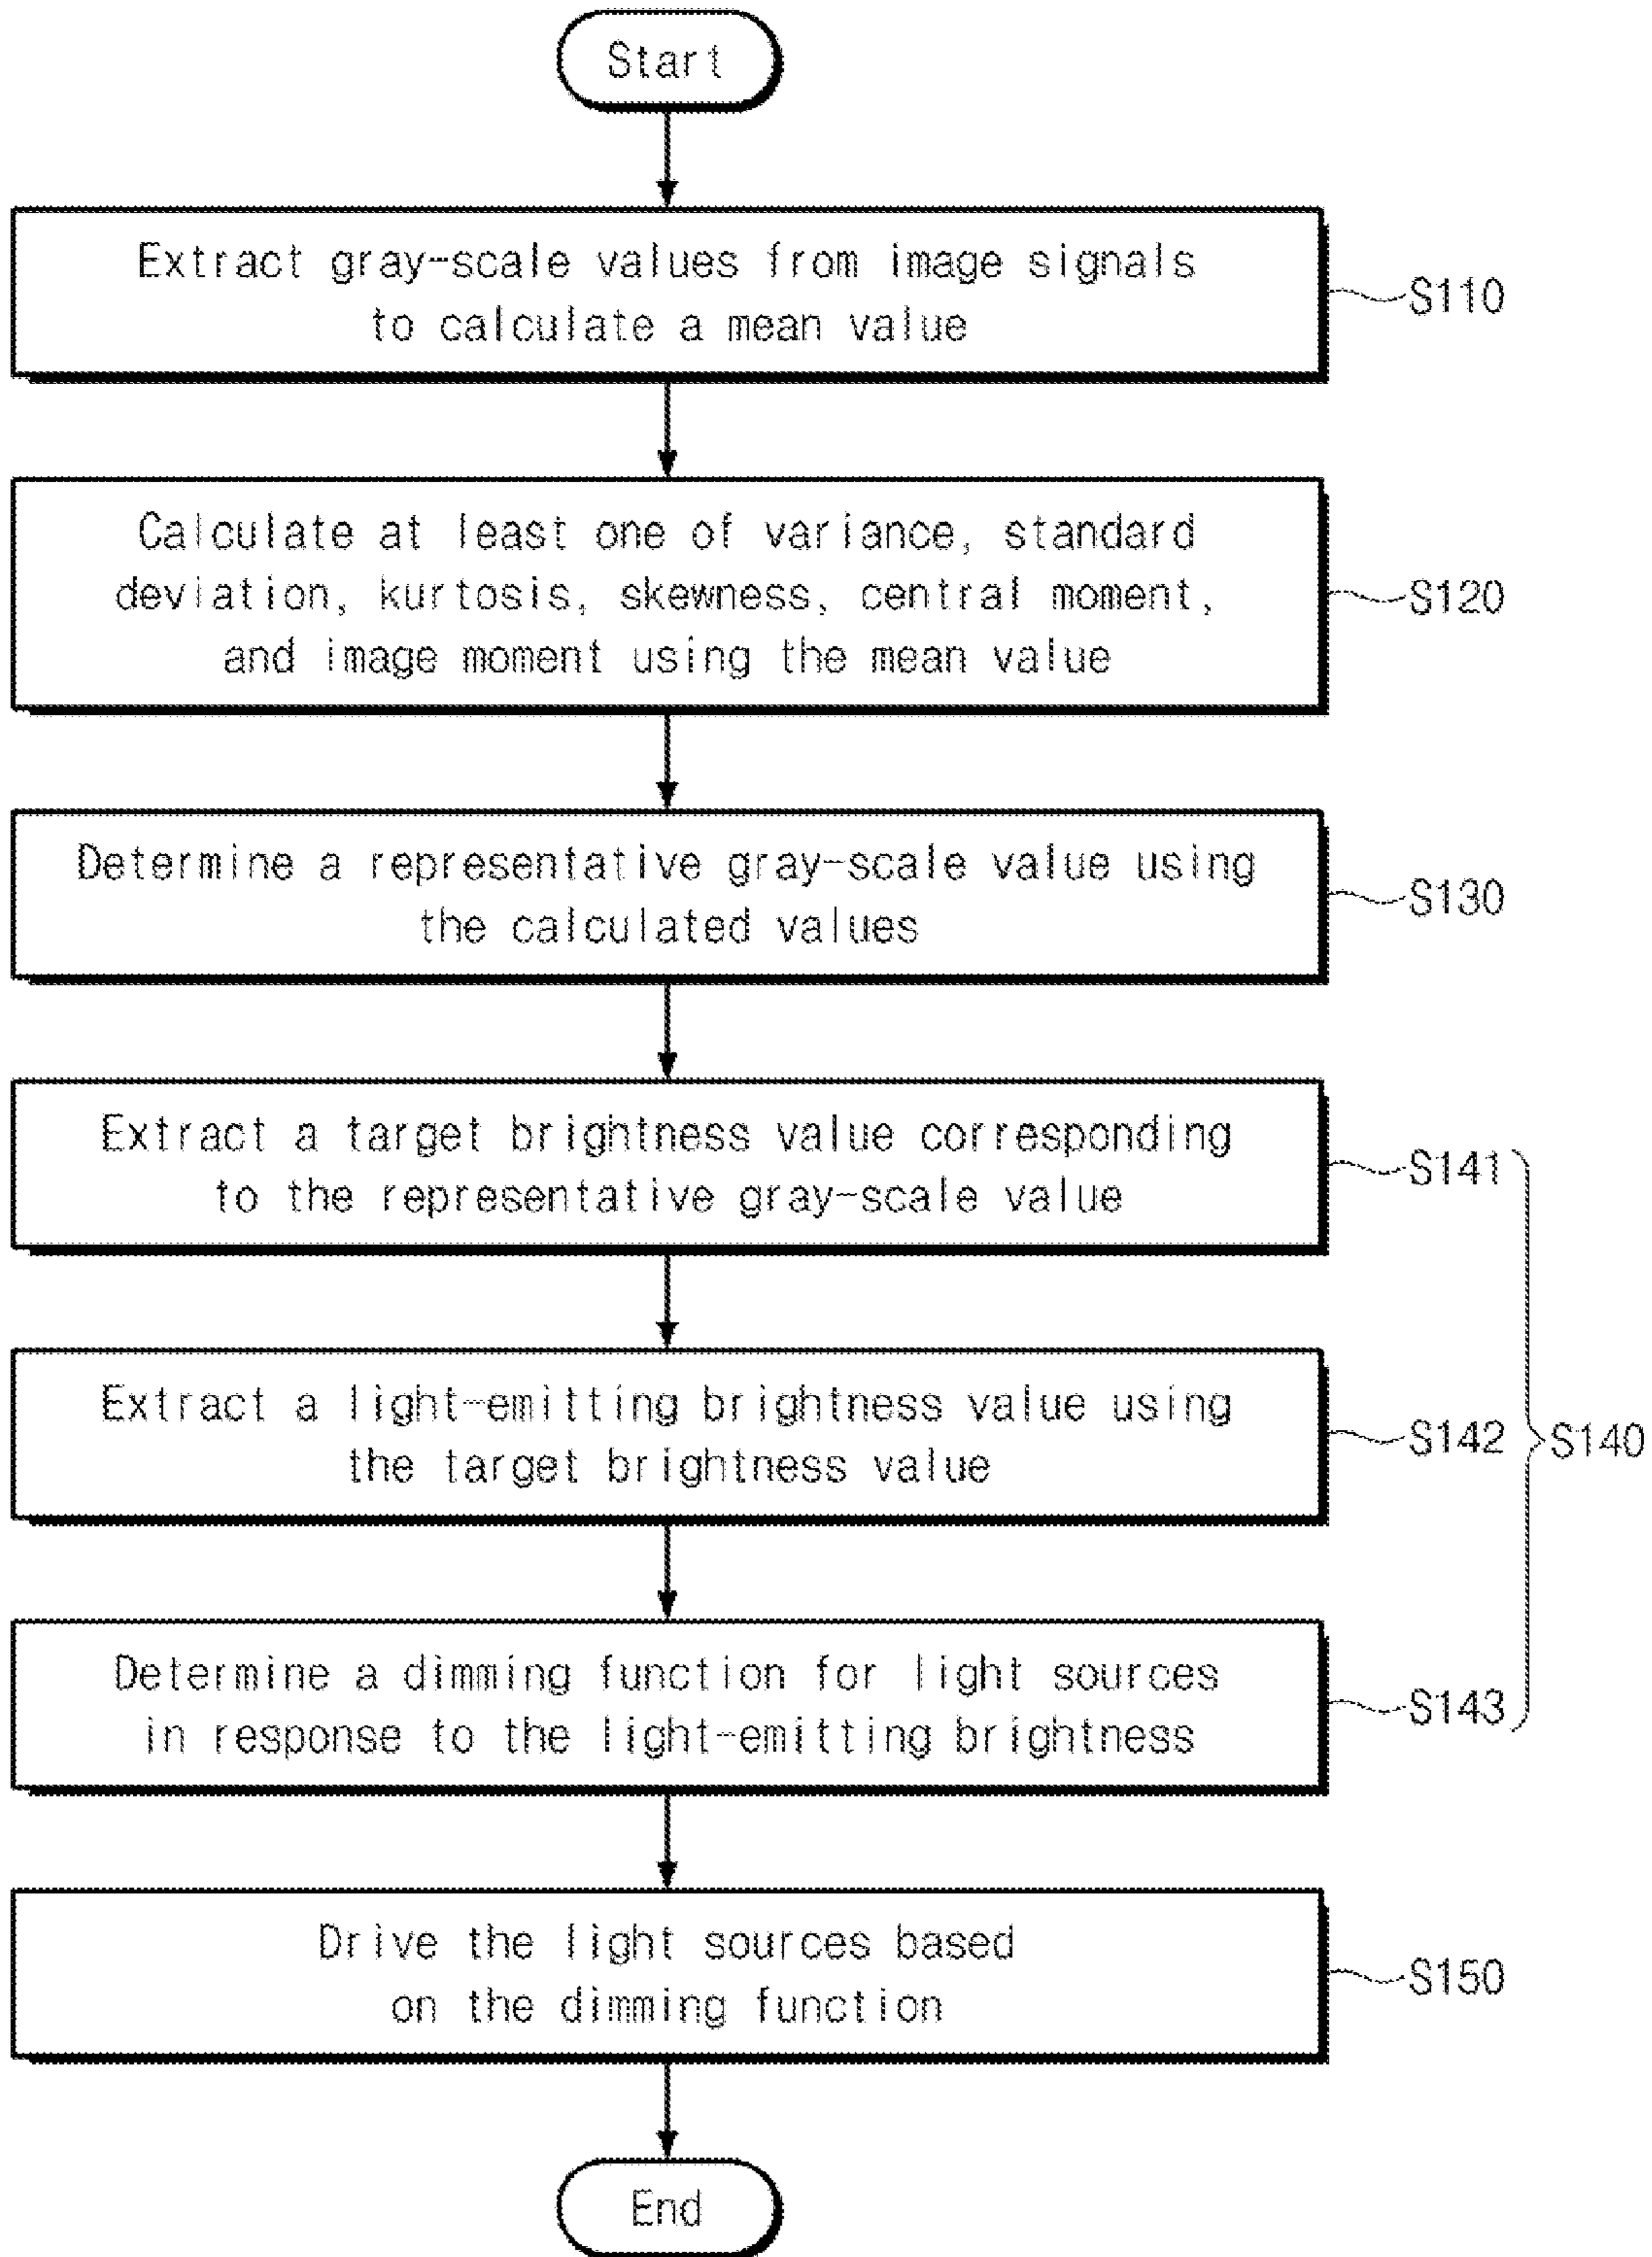 Start
Extract gray-scale values from image signals
to calculate a mean value
S110
Calculate at least one of variance, standard
deviation, kurtosis, skewness, central moment,
and image moment using the mean value
S120
Determine a representative gray-scale value using
the calculated values
S130
Extract a target brightness value corresponding
to the representative gray-scale value
S141
Extract a light-emitting brightness value using
the target brightness value
S142
S140
Determine a dimming function for light sources
in response to the light-emitting brightness
S143
Drive the light sources based
on the dimming function
S150
End